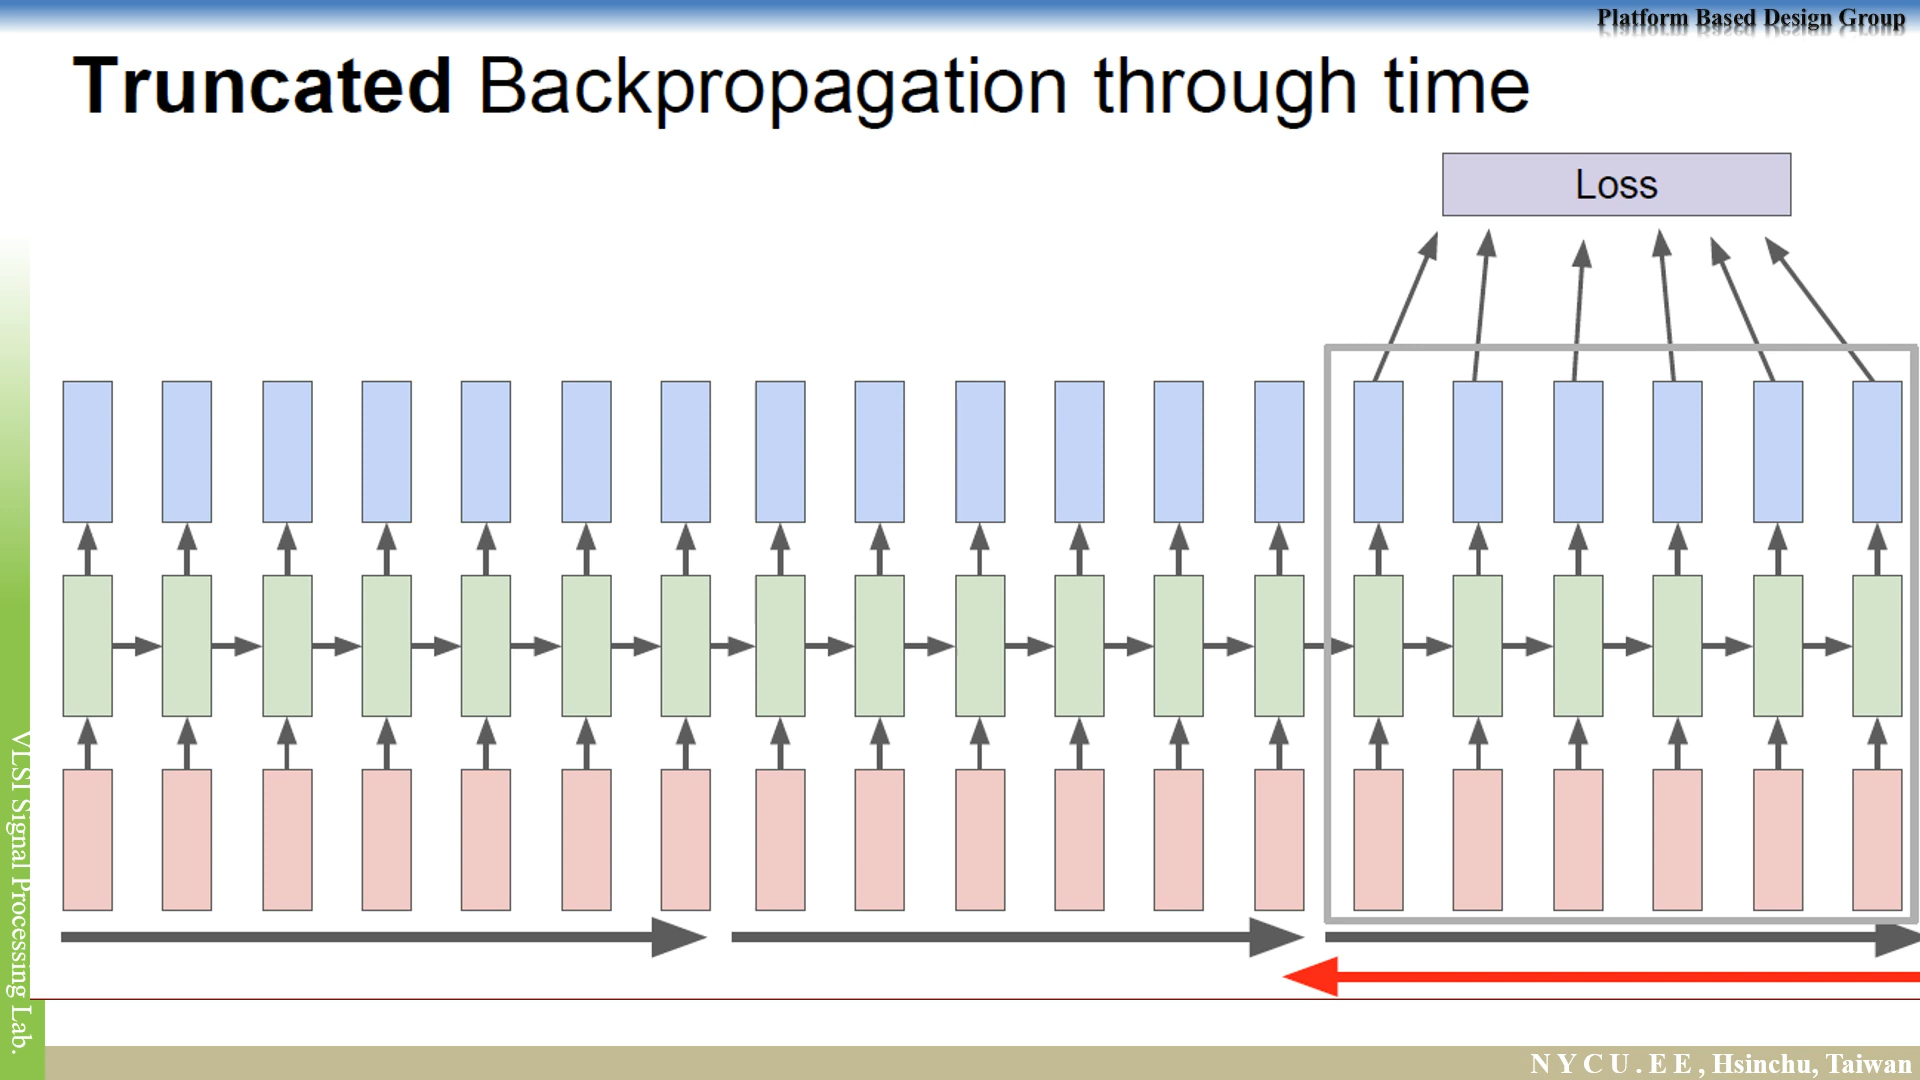 Platform Based Design Group
Truncated Backpropagation through time
Loss
VLSI Signal Processing Lab.
N Y C U . E E , Hsinchu, Taiwan